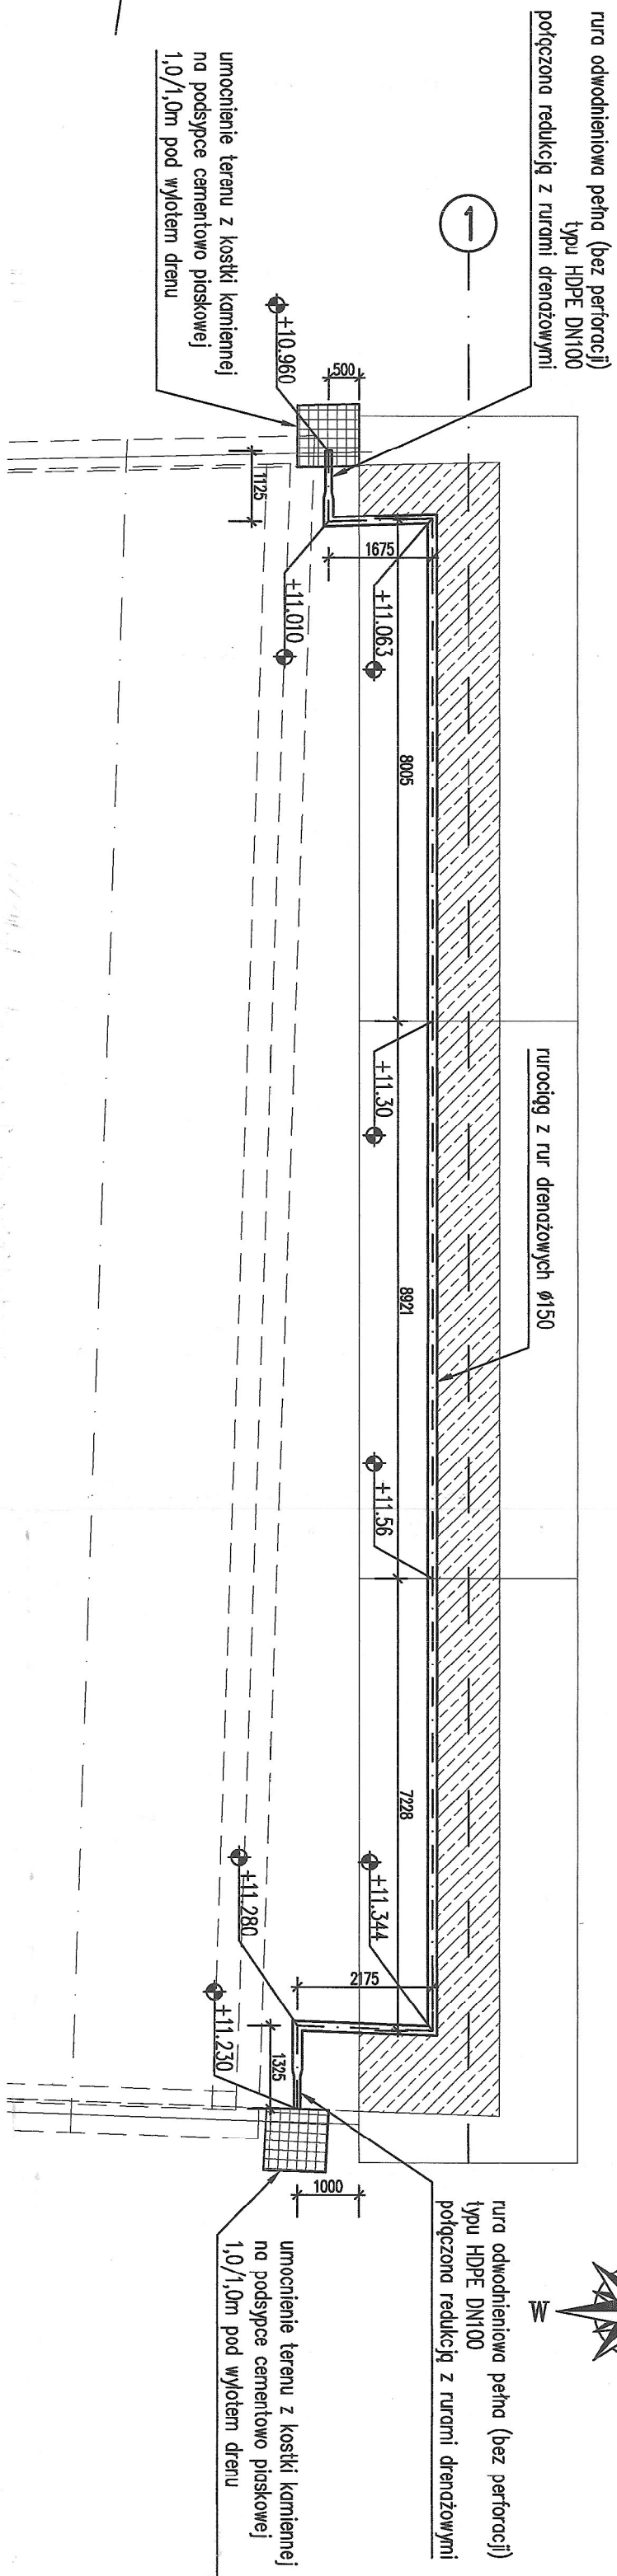 rura odwodnieniowa pełna (bez perforacji)
typu HDPE DN100
połączona redukcją z rurami drenażowymi
1
umocnienie terenu z kostki kamiennej
na podsypce cementowo piaskowej
1,0/1,0m pod wylotem drenu
+10.960
500
1125
1675
+11.010
+11.063
8005
+11.30
rurociąg z rur drenażowych ø150
8921
+11.56
7228
+11.344
+11.280
2175
+11.230
1325
1000
rura odwodnieniowa pełna (bez perforacji)
typu HDPE DN100
połączona redukcją z rurami drenażowymi
umocnienie terenu z kostki kamiennej
na podsypce cementowo piaskowej
1,0/1,0m pod wylotem drenu
W